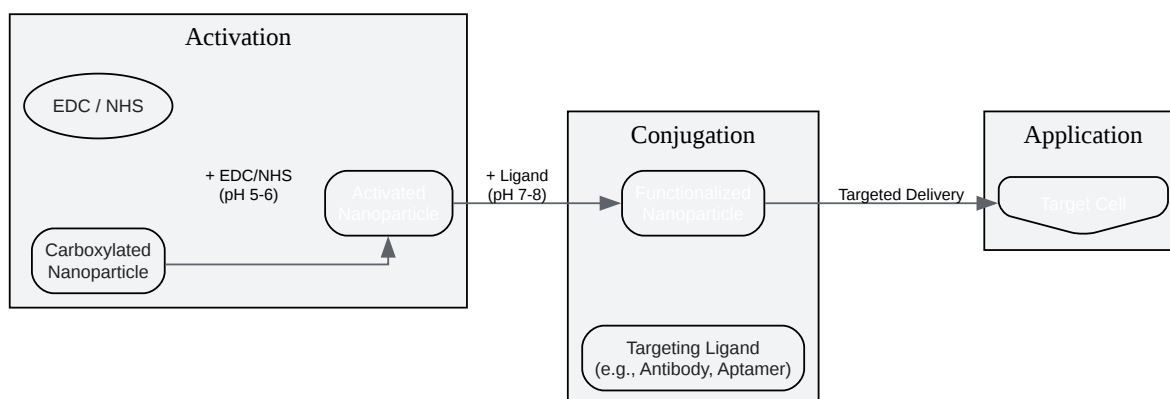 Activation
EDC / NHS
+ EDC/NHS
(pH 5-6)
Activated
Nanoparticle
Carboxylated
Nanoparticle
+ Ligand
(pH 7-8)
Conjugation
Functionalized
Nanoparticle
Targeting Ligand
(e.g., Antibody, Aptamer)
Targeted Delivery
Application
Target Cell